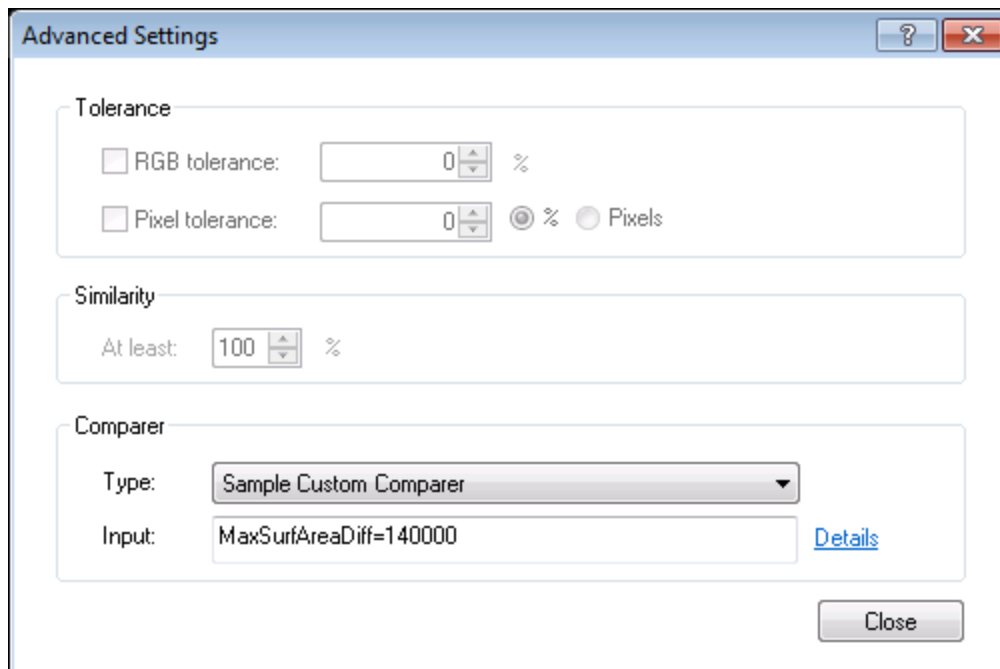 Advanced Settings
Tolerance
RGB tolerance: 0 %
Pixel tolerance: 0 % Pixels
Similarity
At least: 100 %
Comparer
Type: Sample Custom Comparer
Input: MaxSurfAreaDiff=140000 Details
Close